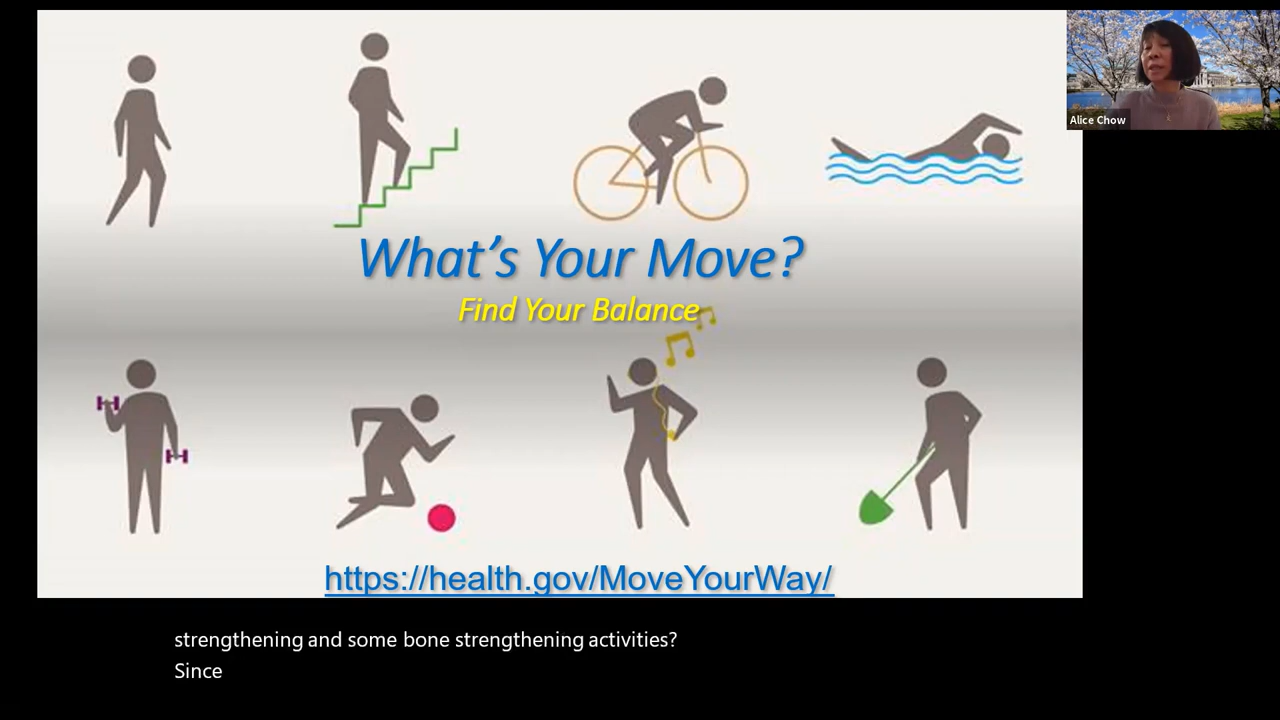 Alice Chow
What's Your Move?
Find Your Balance
https://health.gov/MoveYourWay/
strengthening and some bone strengthening activities?
Since